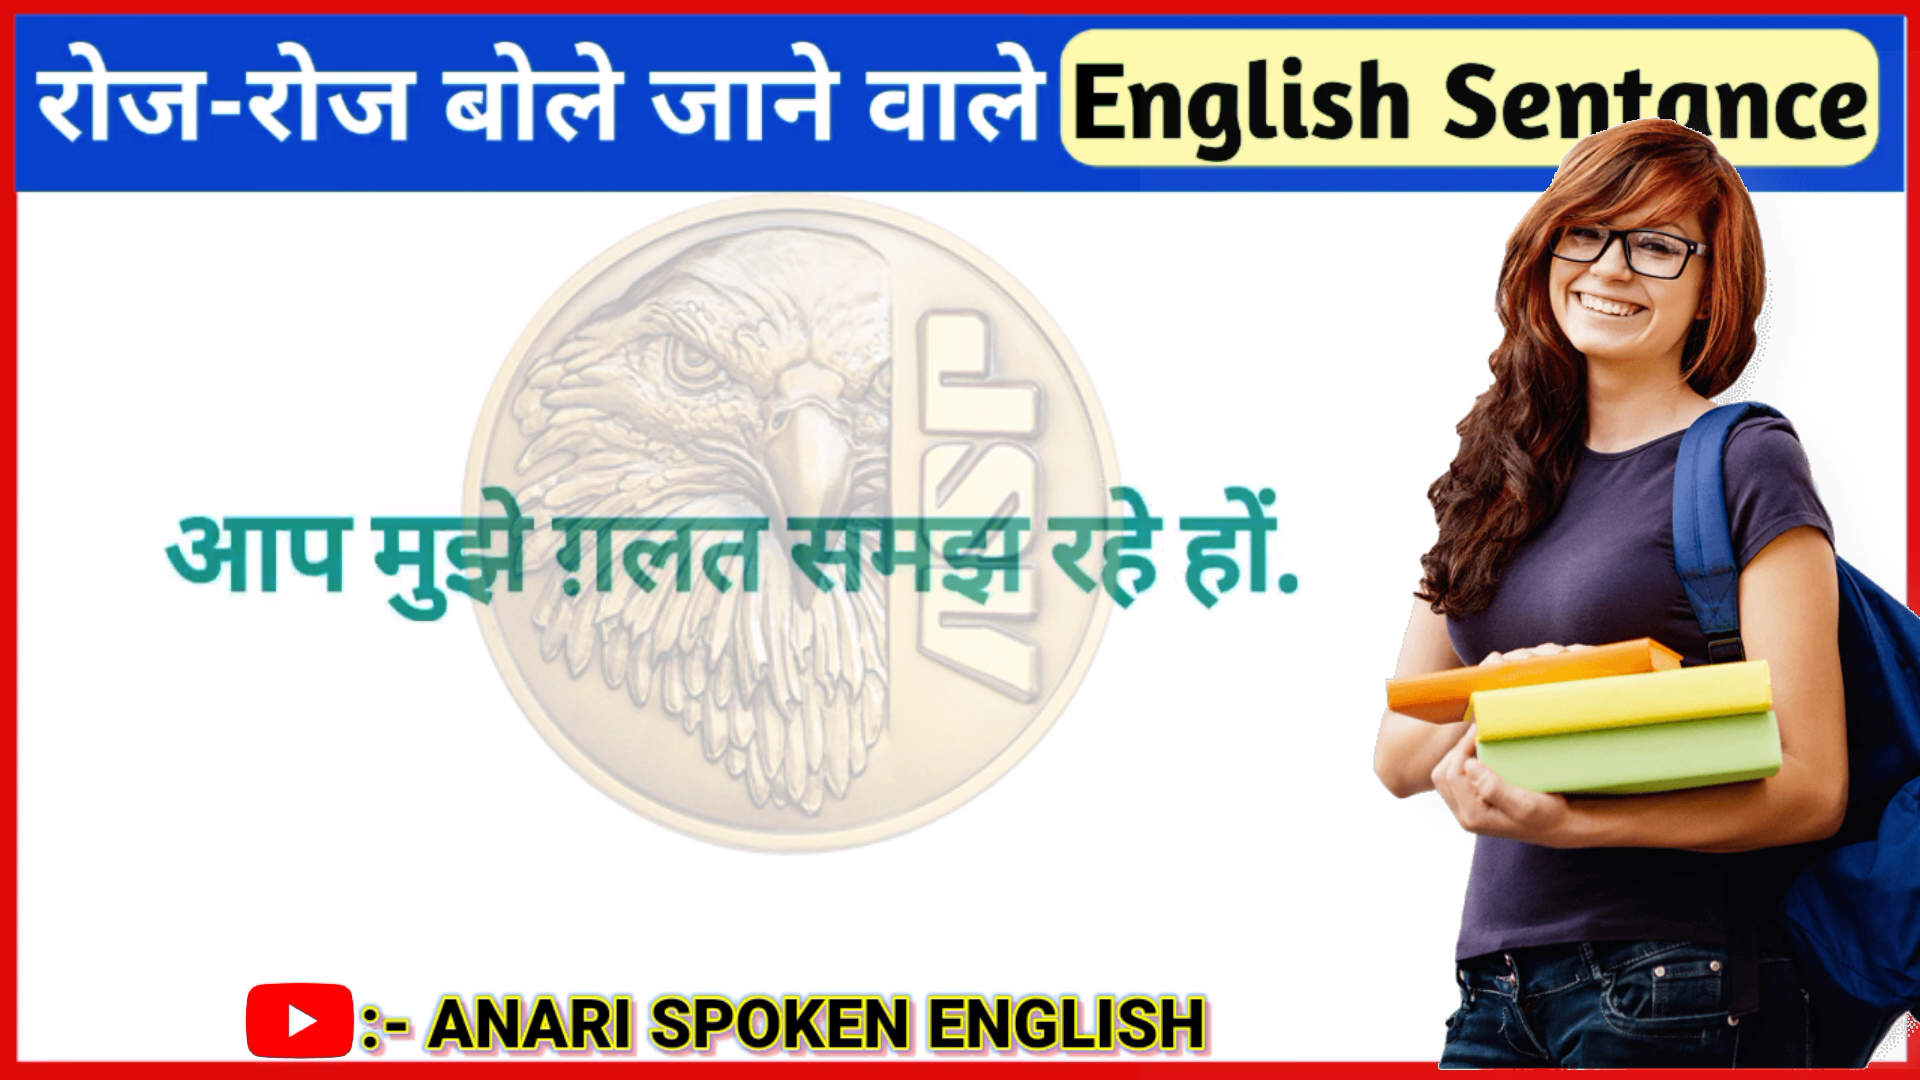 रोज-रोज बोले जाने वाले English Sentance
आप मुझे ग़लत समझ रहे हों.
:- ANARI SPOKEN ENGLISH